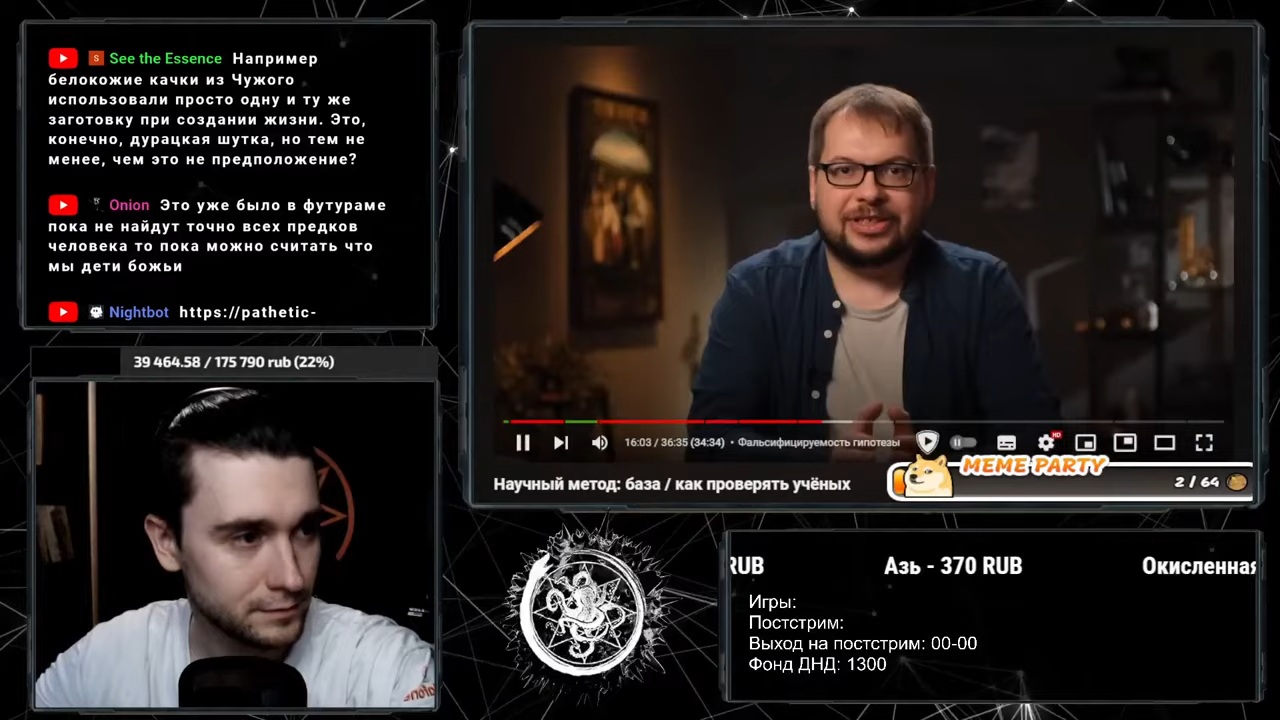 See the Essence Например
белокожие качки из Чужого
использовали просто одну и ту же
заготовку при создании жизни. Это,
конечно, дурацкая шутка, но тем не
менее, чем это не предположение?
Onion Это уже было в футураме
пока не найдут точно всех предков
человека то пока можно считать что
мы дети божьи
Nightbot https://pathetic-
39 464.58 / 175 790 rub (22%)
16:03 / 36:35 (34:34) • Фальсифицируемость гипотезы
HD
MEME PARTY
Научный метод: база / как проверять учёных
2 / 64
RUB Азь - 370 RUB Окисленная
Игры:
Постстрим:
Выход на постстрим: 00-00
Фонд ДНД: 1300